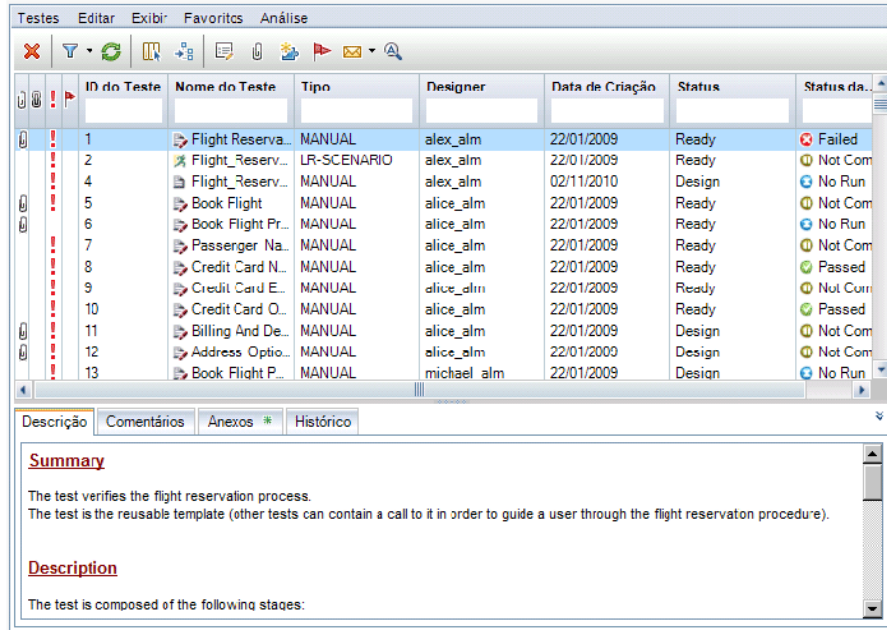 Testes Editar Exibir Favoritos Análise
ID do Teste Nome do Teste Tipo Designer Data de Criação Status Status da...
1 Flight Reserva... MANUAL alex_alm 22/01/2009 Ready Failed
2 Flight_Reserv... LR-SCENARIO alex_alm 22/01/2009 Ready Not Com
4 Flight_Reserv... MANUAL alex_alm 02/11/2010 Design No Run
5 Book Flight MANUAL alice_alm 22/01/2009 Ready Not Com
6 Book Flight Pr... MANUAL alice_alm 22/01/2009 Ready No Run
7 Passenger Na... MANUAL alice_alm 22/01/2009 Ready Not Com
8 Credit Card N... MANUAL alice_alm 22/01/2009 Ready Passed
9 Credit Card E... MANUAL alice_alm 22/01/2009 Ready Not Com
10 Credit Card O... MANUAL alice_alm 22/01/2009 Ready Passed
11 Billing And De... MANUAL alice_alm 22/01/2009 Design Not Com
12 Address Optio... MANUAL alice_alm 22/01/2009 Design Not Com
13 Book Flight P... MANUAL michael_alm 22/01/2009 Design No Run
Descrição Comentários Anexos * Histórico
Summary
The test verifies the flight reservation process.
The test is the reusable template (other tests can contain a call to it in order to guide a user through the flight reservation procedure).
Description
The test is composed of the following stages: